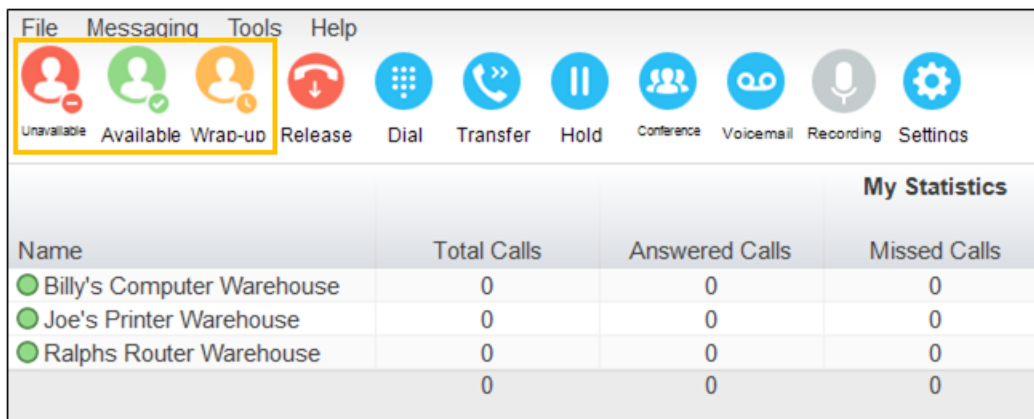 File Messaging Tools Help
Unavailable Available Wrap-up Release Dial Transfer Hold Conference Voicemail Recording Settings
My Statistics
Name Total Calls Answered Calls Missed Calls
Billy's Computer Warehouse 0 0 0
Joe's Printer Warehouse 0 0 0
Ralphs Router Warehouse 0 0 0
0 0 0